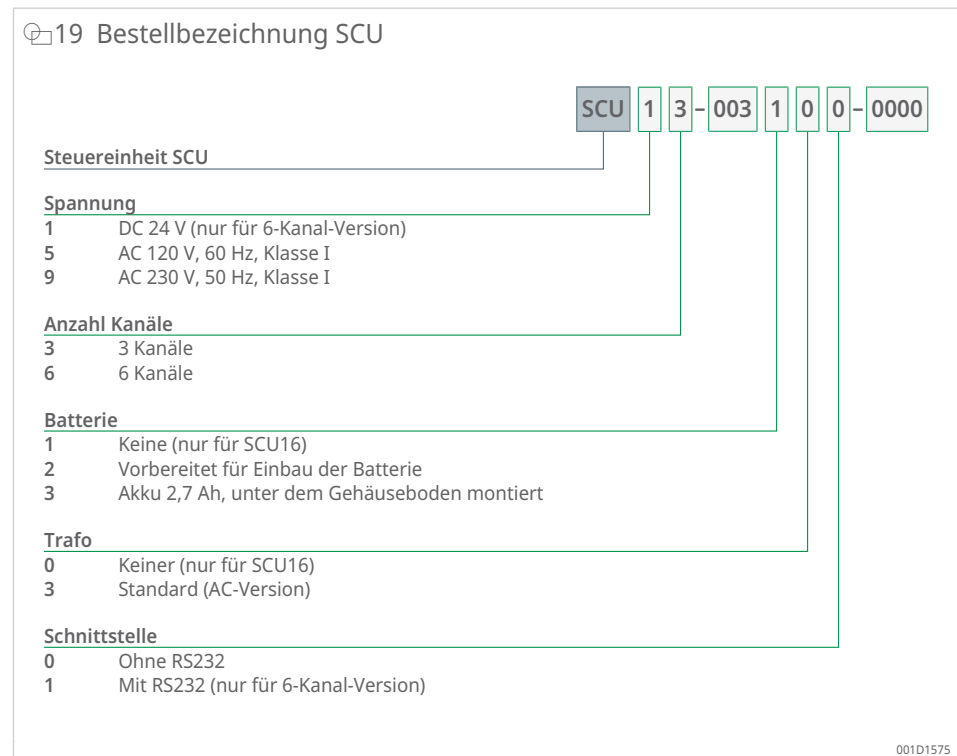 19 Bestellbezeichnung SCU
SCU 1 3 – 003 1 0 0 – 0000
Steuereinheit SCU
Spannung
1 DC 24 V (nur für 6-Kanal-Version)
5 AC 120 V, 60 Hz, Klasse I
9 AC 230 V, 50 Hz, Klasse I
Anzahl Kanäle
3 3 Kanäle
6 6 Kanäle
Batterie
1 Keine (nur für SCU16)
2 Vorbereitet für Einbau der Batterie
3 Akku 2,7 Ah, unter dem Gehäuseboden montiert
Trafo
0 Keiner (nur für SCU16)
3 Standard (AC-Version)
Schnittstelle
0 Ohne RS232
1 Mit RS232 (nur für 6-Kanal-Version)
001D1575